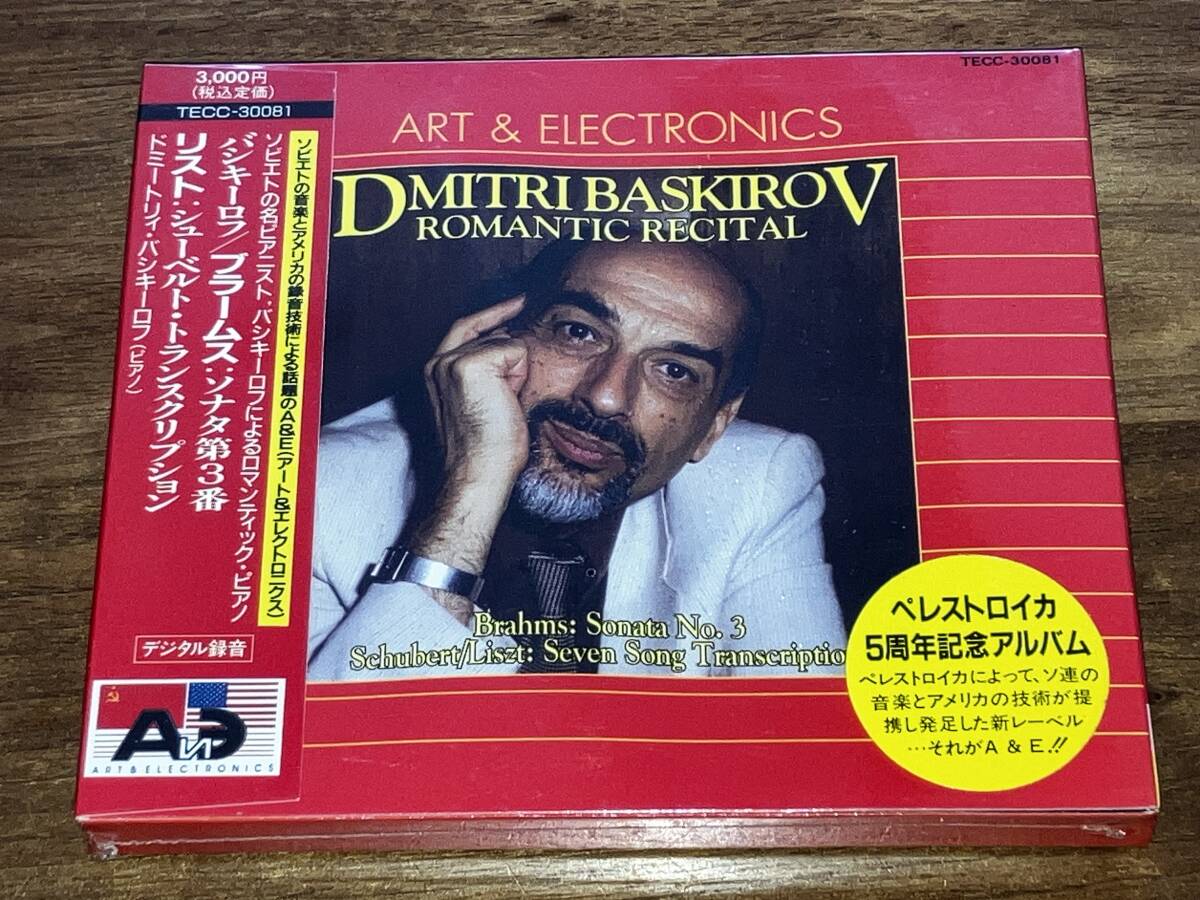 3,000円
(税込定価)
TECC-30081
ソビエトの音楽とアメリカの録音技術による話題のA&E(アート&エレクトロニクス)
ソビエトの名ピアニスト,バシキーロフによるロマンティック・ピアノ
バシキーロフ/ブラームス:ソナタ第3番
リスト:シューベルト・トランスクリプション
ドミートリィ・バシキーロフ(ピアノ)
デジタル録音
AиЭ
ART & ELECTRONICS
TECC-30081
ART & ELECTRONICS
DMITRI BASKIROV
ROMANTIC RECITAL
Brahms: Sonata No. 3
Schubert/Liszt: Seven Song Transcriptio
ペレストロイカ
5周年記念アルバム
ペレストロイカによって、ソ連の
音楽とアメリカの技術が提
携し発足した新レーベル
…それがA & E!!